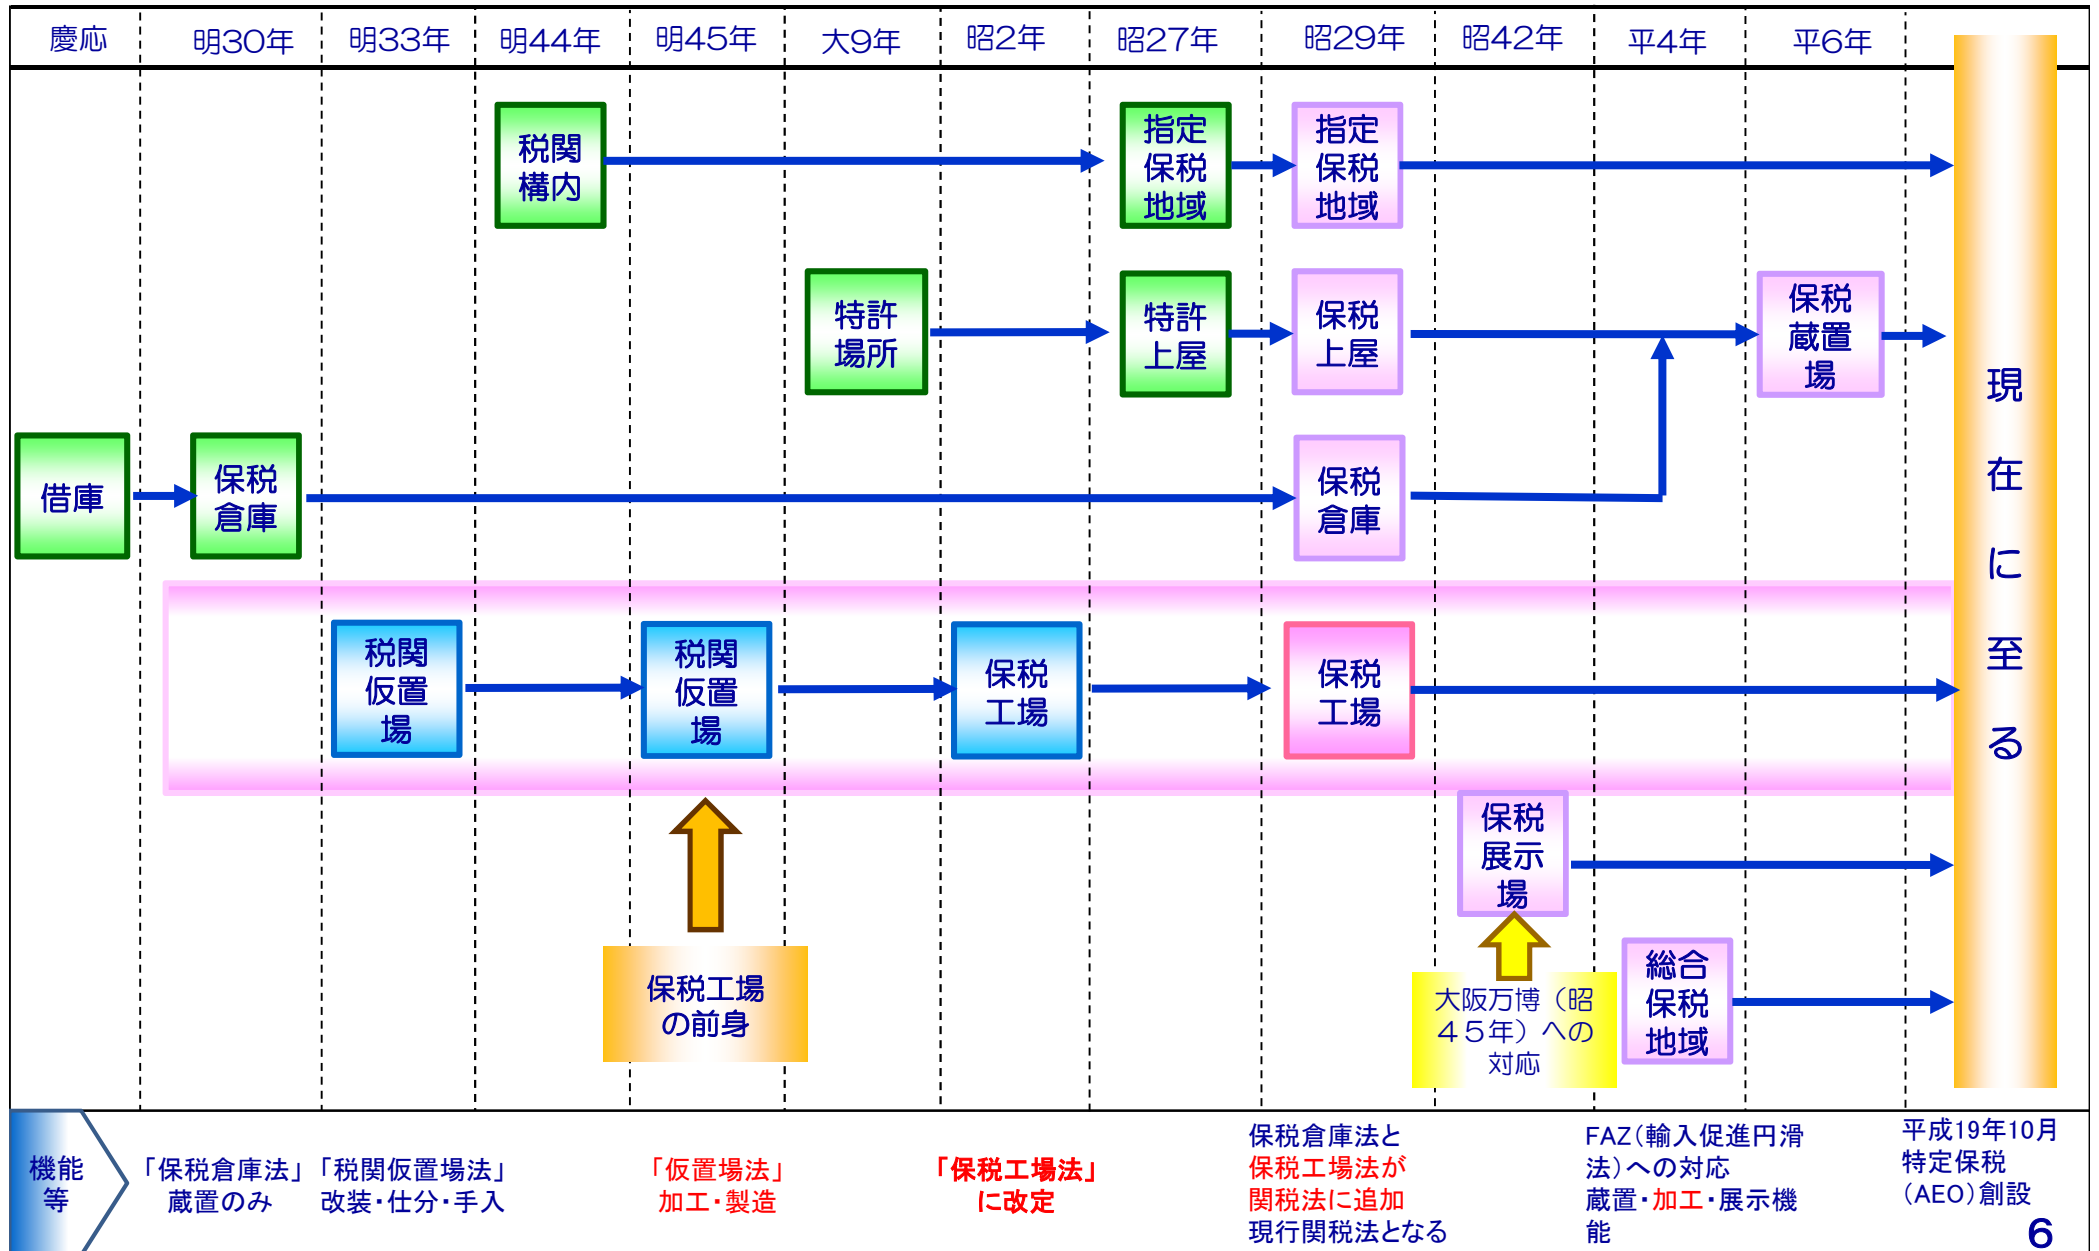 慶応
明30年
明33年
明44年
明45年
大9年
昭2年
昭27年
昭29年
昭42年
平4年
平6年
税関
構内
指定
保税
地域
指定
保税
地域
特許
場所
特許
上屋
保税
上屋
保税
蔵置
場
借庫
保税
倉庫
保税
倉庫
税関
仮置
場
税関
仮置
場
保税
工場
保税
工場
保税
展示
場
総合
保税
地域
現
在
に
至
る
保税工場
の前身
大阪万博（昭
４５年）への
対応
機能
等
「保税倉庫法」
蔵置のみ
「税関仮置場法」
改装・仕分・手入
「仮置場法」
加工・製造
「保税工場法」
に改定
保税倉庫法と
保税工場法が
関税法に追加
現行関税法となる
FAZ（輸入促進円滑
法）への対応
蔵置・加工・展示機
能
平成19年10月
特定保税
（AEO）創設
6